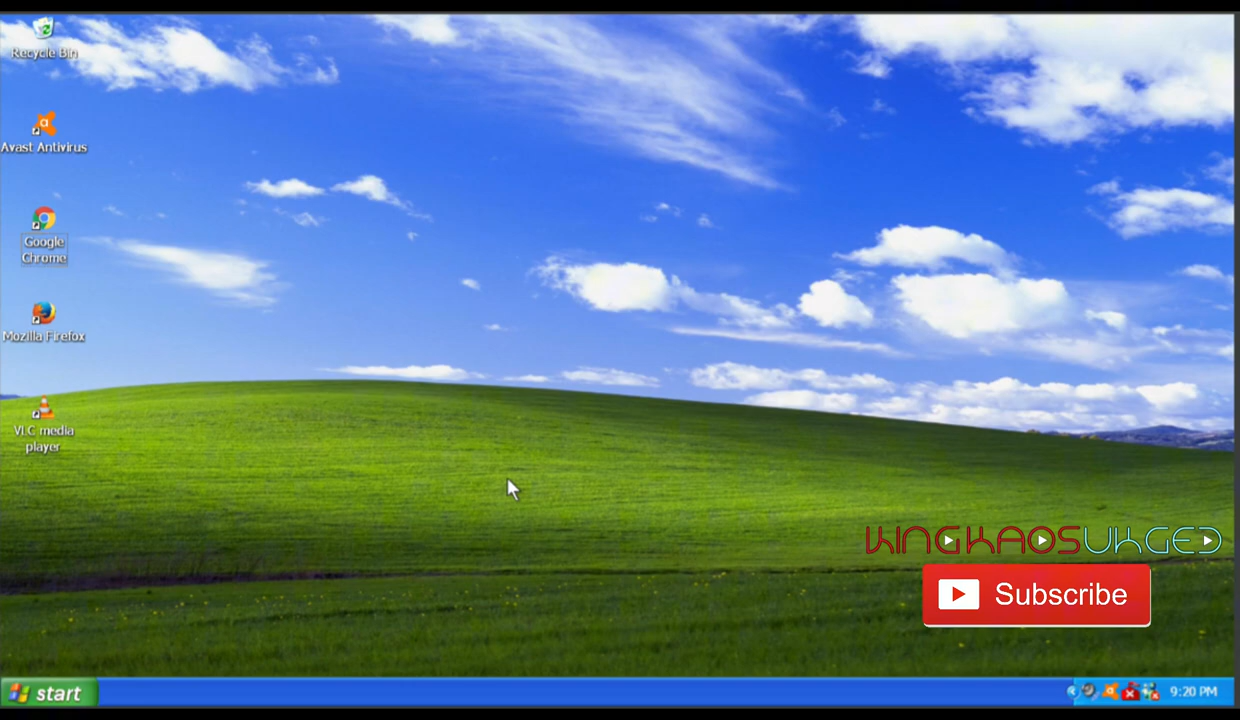 Recycle Bin
Avast Antivirus
Google
Chrome
Mozilla Firefox
VLC media
player
KINGKAOSUKGED
Subscribe
start
9:20 PM